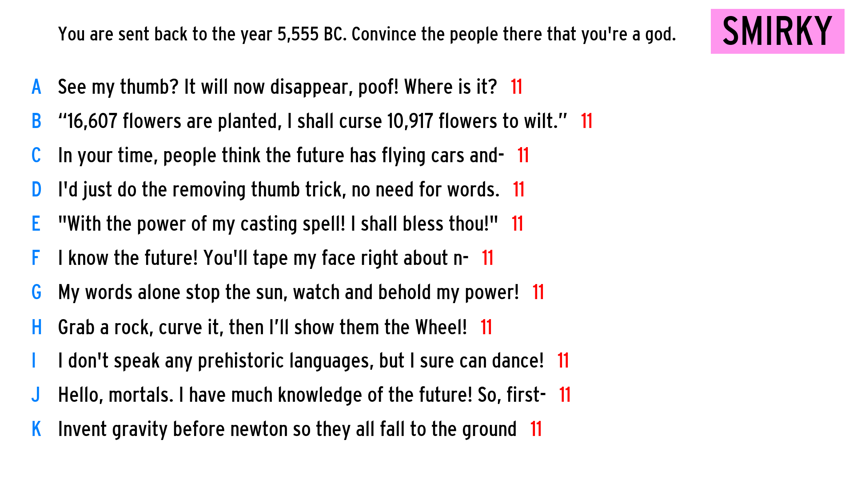 You are sent back to the year 5,555 BC. Convince the people there that you're a god.
SMIRKY
A See my thumb? It will now disappear, poof! Where is it? 11
B “16,607 flowers are planted, I shall curse 10,917 flowers to wilt.” 11
C In your time, people think the future has flying cars and- 11
D I'd just do the removing thumb trick, no need for words. 11
E "With the power of my casting spell! I shall bless thou!" 11
F I know the future! You'll tape my face right about n- 11
G My words alone stop the sun, watch and behold my power! 11
H Grab a rock, curve it, then I’ll show them the Wheel! 11
I I don't speak any prehistoric languages, but I sure can dance! 11
J Hello, mortals. I have much knowledge of the future! So, first- 11
K Invent gravity before newton so they all fall to the ground 11